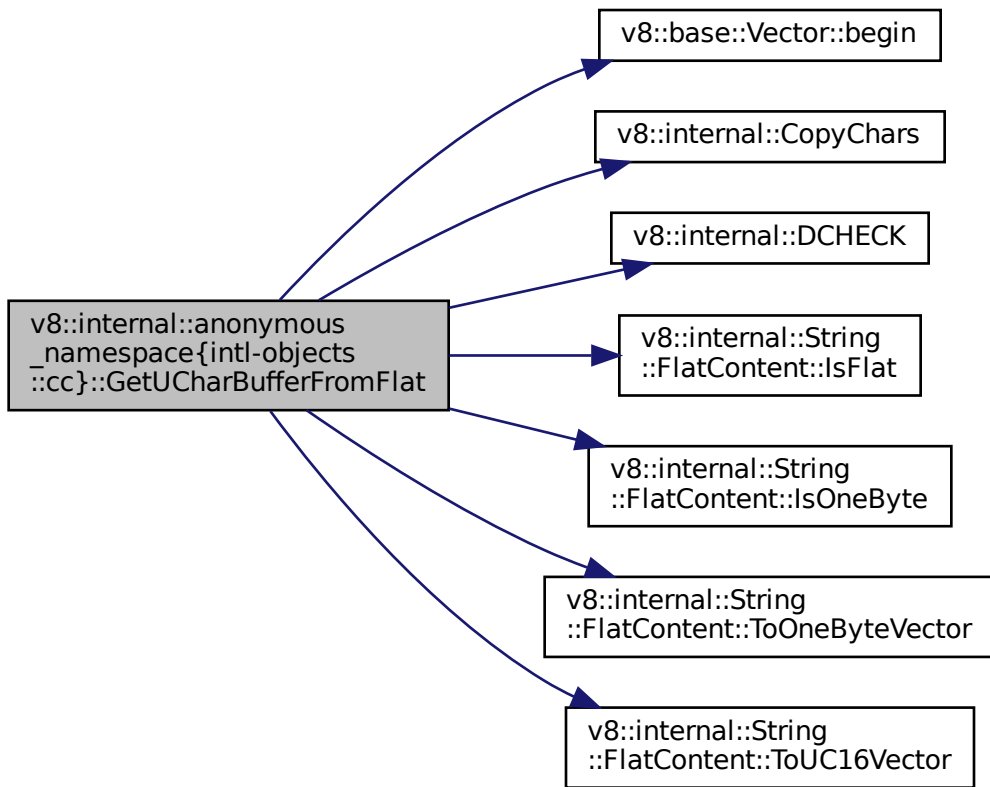 v8::base::Vector::begin
v8::internal::CopyChars
v8::internal::DCHECK
v8::internal::anonymous
_namespace{intl-objects
::cc}::GetUCharBufferFromFlat
v8::internal::String
::FlatContent::IsFlat
v8::internal::String
::FlatContent::IsOneByte
v8::internal::String
::FlatContent::ToOneByteVector
v8::internal::String
::FlatContent::ToUC16Vector